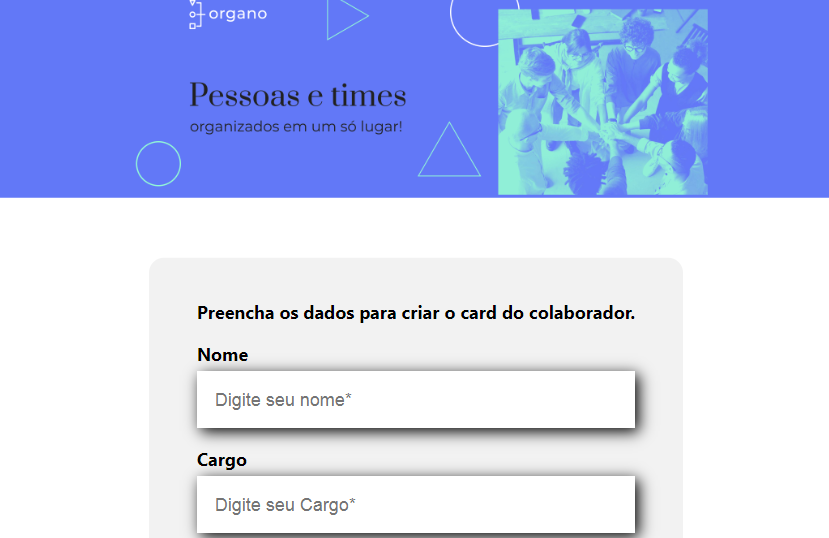 organo
Pessoas e times
organizados em um só lugar!
Preencha os dados para criar o card do colaborador.
Nome
Digite seu nome*
Cargo
Digite seu Cargo*